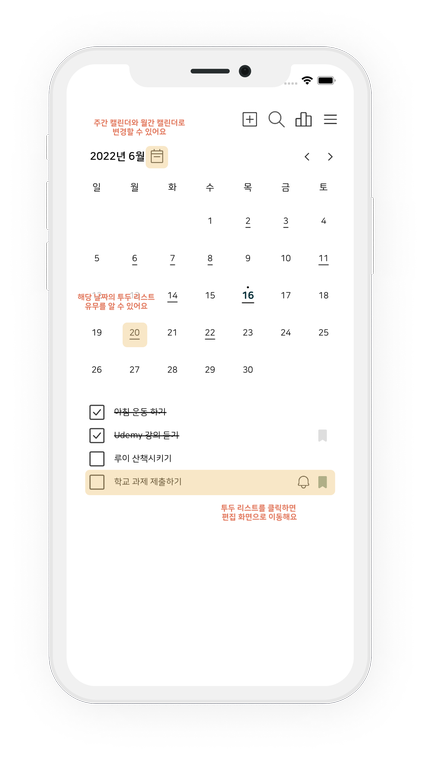 주간 캘린더와 월간 캘린더로
변경할 수 있어요
2022년 6월
일 월 화 수 목 금 토
1 2 3 4
5 6 7 8 9 10 11
해당 날짜의 투두 리스트
유무를 알 수 있어요
14 15 16 17 18
19 20 21 22 23 24 25
26 27 28 29 30
아침 운동 하기
Udemy 강의 듣기
루이 산책시키기
학교 과제 제출하기
투두 리스트를 클릭하면
편집 화면으로 이동해요